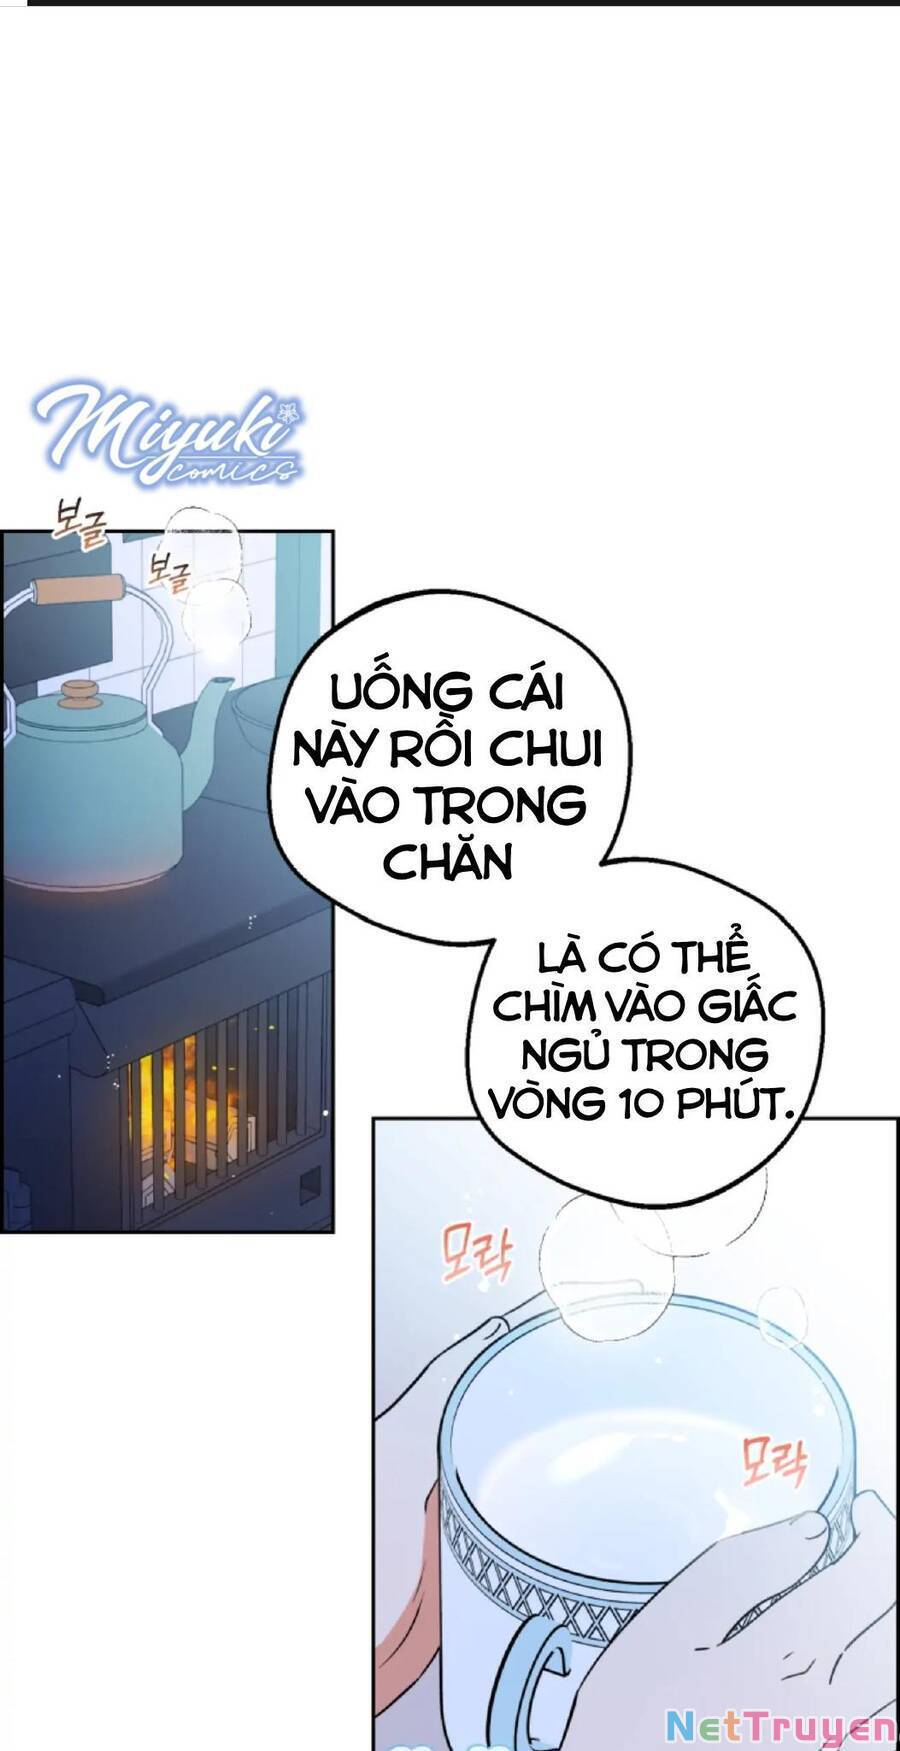 Miyuki
comics
보글
보글
UỐNG CÁI
NÀY RỒI CHUI
VÀO TRONG
CHĂN
LÀ CÓ THỂ
CHÌM VÀO GIẤC
NGỦ TRONG
VÒNG 10 PHÚT.
모락
모락
NetTruyen